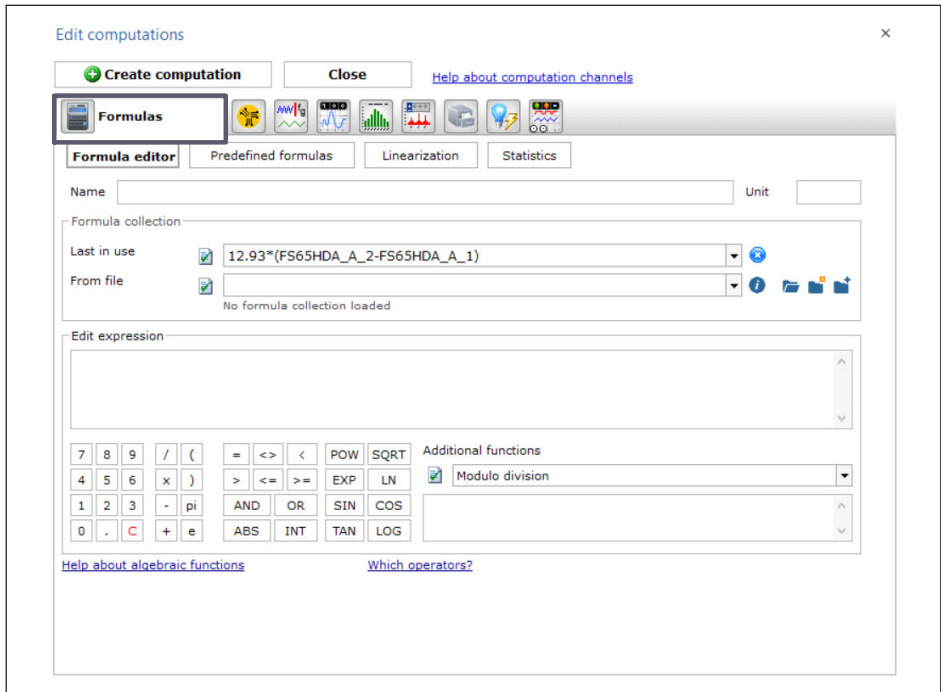 Edit computations
Create computation Close Help about computation channels
Formulas
Formula editor Predefined formulas Linearization Statistics
Name Unit
Formula collection
Last in use 12.93*(FS65HDA_A_2-FS65HDA_A_1)
From file
No formula collection loaded
Edit expression
Additional functions
7 8 9 / ( = <> < POW SQRT
Modulo division
4 5 6 x ) > <= >= EXP LN
1 2 3 - pi AND OR SIN COS
0 . C + e ABS INT TAN LOG
Help about algebraic functions Which operators?